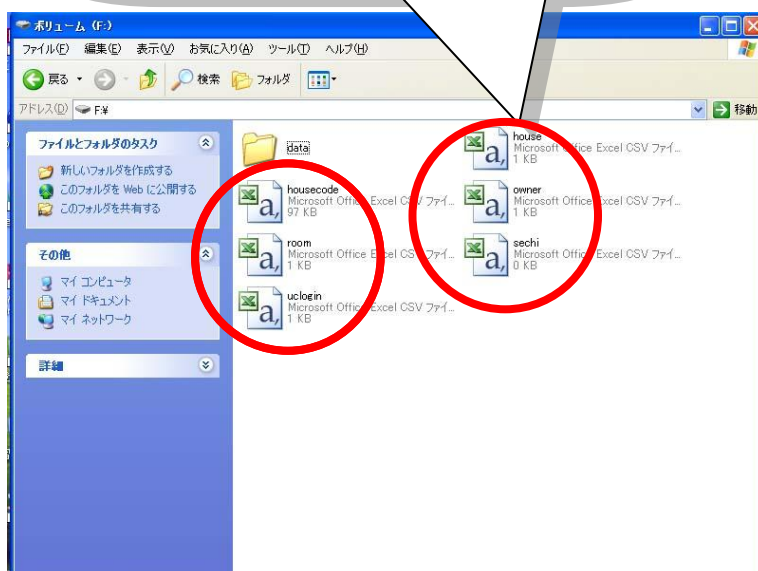 ボリューム (F:)
ファイル(F) 編集(E) 表示(V) お気に入り(A) ツール(T) ヘルプ(H)
戻る 検索 フォルダ
アドレス(D) F:¥ 移動
ファイルとフォルダのタスク
新しいフォルダを作成する
このフォルダを Web に公開する
このフォルダを共有する
その他
マイ コンピュータ
マイ ドキュメント
マイ ネットワーク
詳細
data
house
Microsoft Office Excel CSV ファイ...
1 KB
housecode
Microsoft Office Excel CSV ファイ...
97 KB
owner
Microsoft Office Excel CSV ファイ...
1 KB
room
Microsoft Office Excel CSV ファイ...
1 KB
sechi
Microsoft Office Excel CSV ファイ...
0 KB
uclogin
Microsoft Office Excel CSV ファイ...
1 KB